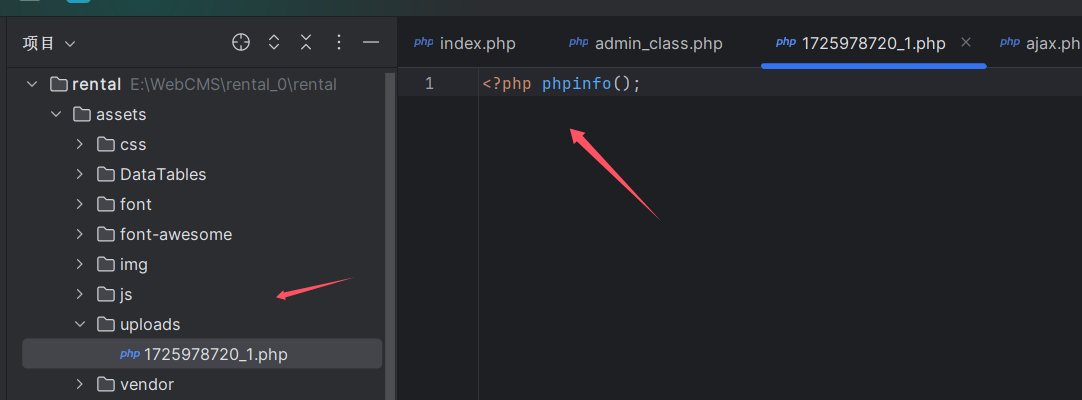 项目
rental E:\WebCMS\rental_0\rental
assets
css
DataTables
font
font-awesome
img
js
uploads
php 1725978720_1.php
vendor
php index.php php admin_class.php php 1725978720_1.php php ajax.ph
1 <?php phpinfo();